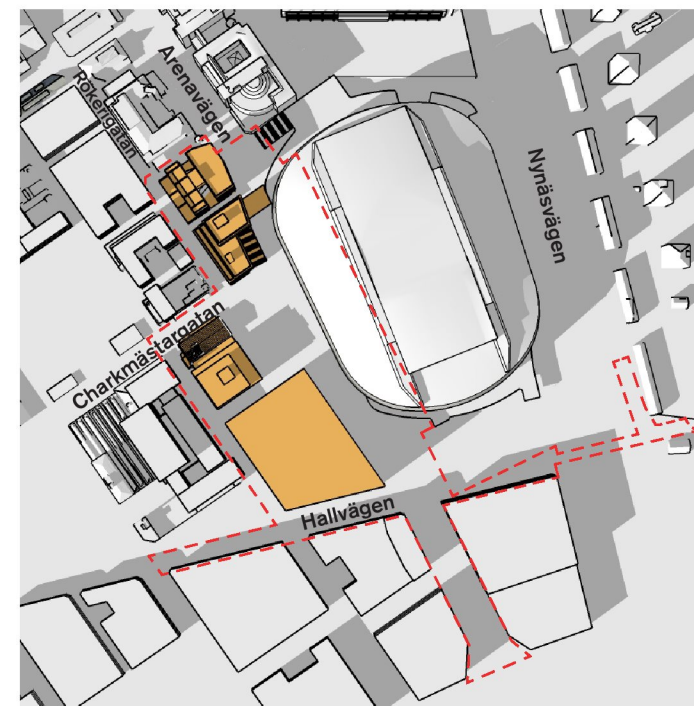 Arenavägen
Rökerigatan
Nynäsvägen
Charkmästargatan
Hallvägen